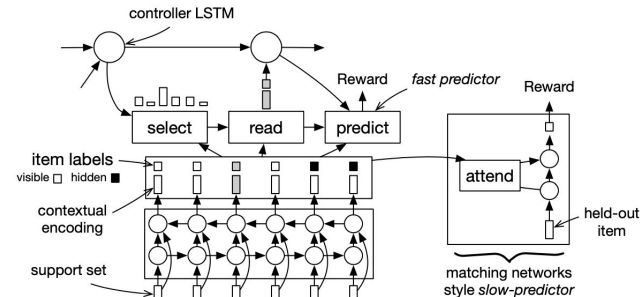 controller LSTM
Reward
fast predictor
select
read
predict
Reward
item labels
visible
hidden
attend
contextual
encoding
held-out
item
support set
matching networks
style slow-predictor